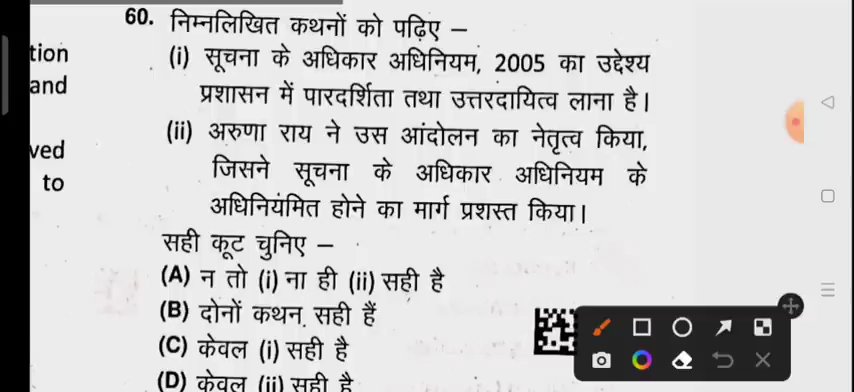 60. निम्नलिखित कथनों को पढ़िए –
(i) सूचना के अधिकार अधिनियम, 2005 का उद्देश्य
प्रशासन में पारदर्शिता तथा उत्तरदायित्व लाना है।
(ii) अरुणा राय ने उस आंदोलन का नेतृत्व किया,
जिसने सूचना के अधिकार अधिनियम के
अधिनियंमित होने का मार्ग प्रशस्त किया।
सही कूट चुनिए –
(A) न तो (i) ना ही (ii) सही है
(B) दोनों कथन सही हैं
(C) केवल (i) सही है
(D) केवल (ii) सही है
tion
and
ved
to